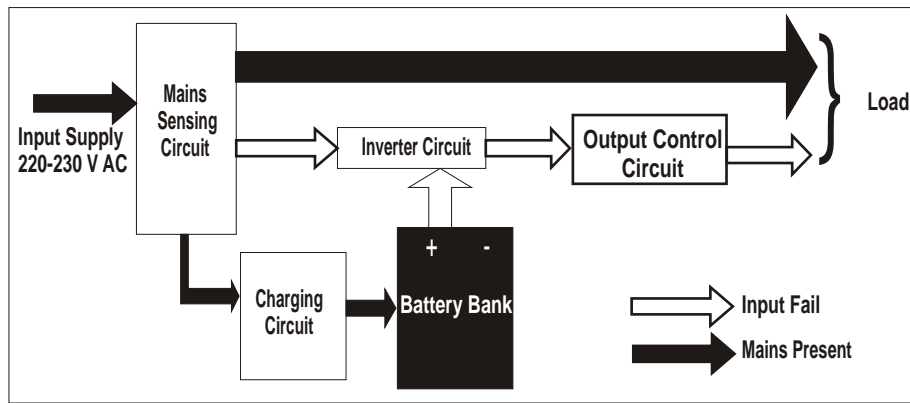 Input Supply
220-230 V AC
Mains
Sensing
Circuit
Inverter Circuit
Output Control
Circuit
Load
Charging
Circuit
+ -
Battery Bank
Input Fail
Mains Present